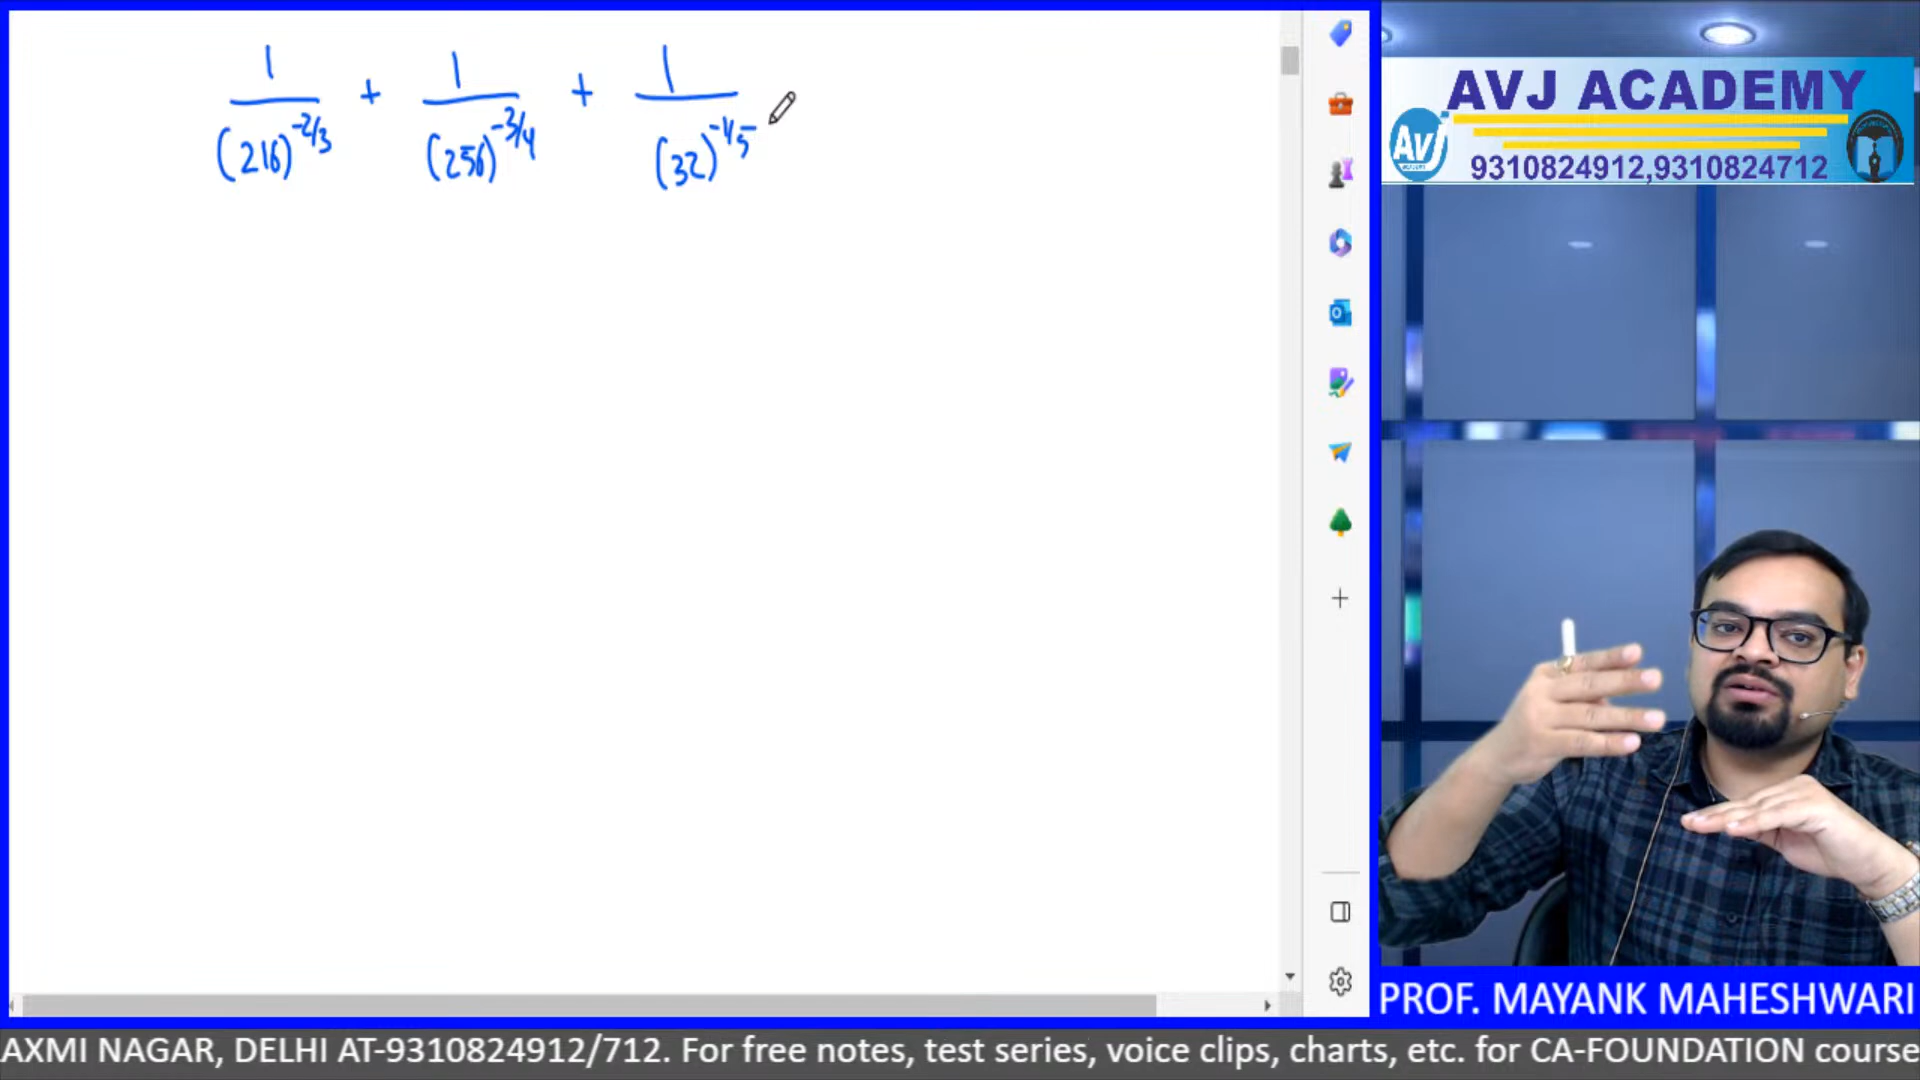 1/(216)^-2/3 + 1/(256)^-3/4 + 1/(32)^-1/5
AVJ ACADEMY
AVJ
9310824912,9310824712
PROF. MAYANK MAHESHWARI
AXMI NAGAR, DELHI AT-9310824912/712. For free notes, test series, voice clips, charts, etc. for CA-FOUNDATION course